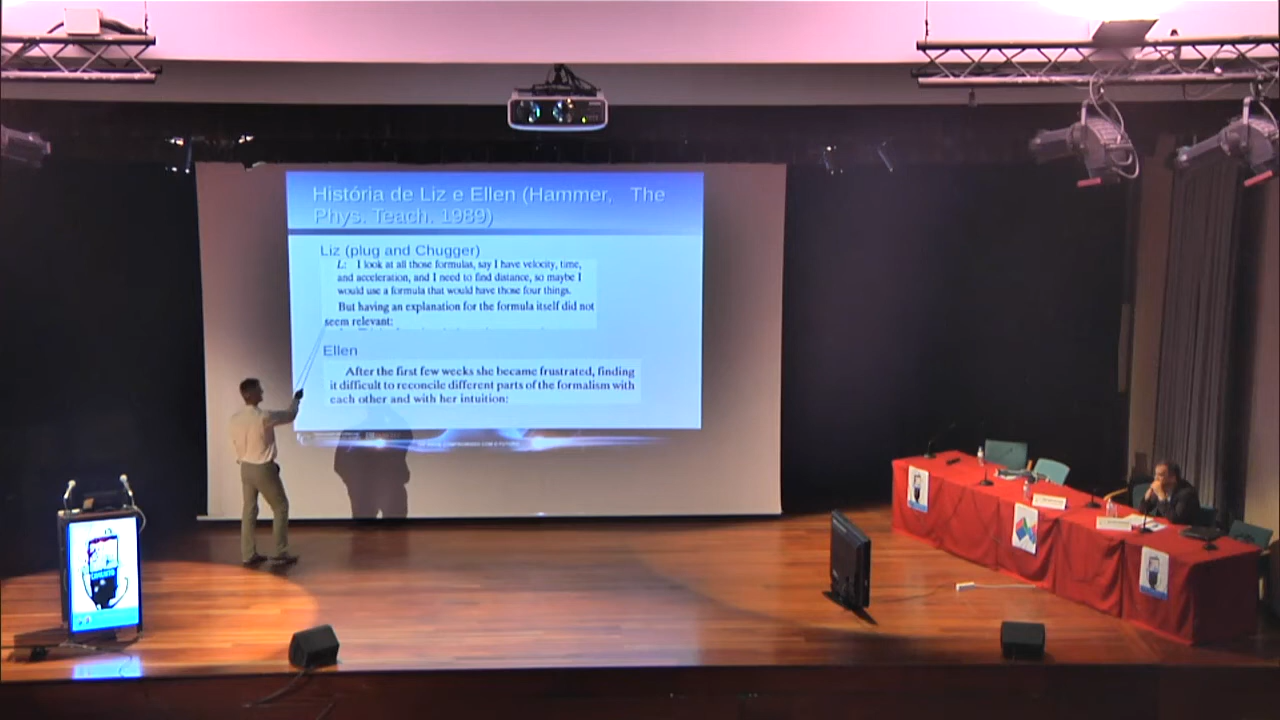 História de Liz e Ellen (Hammer, The
Phys. Teach. 1989)
Liz (plug and Chugger)
L: I look at all those formulas, say I have velocity, time,
and acceleration, and I need to find distance, so maybe I
would use a formula that would have those four things.
But having an explanation for the formula itself did not
seem relevant:
Ellen
After the first few weeks she became frustrated, finding
it difficult to reconcile different parts of the formalism with
each other and with her intuition: